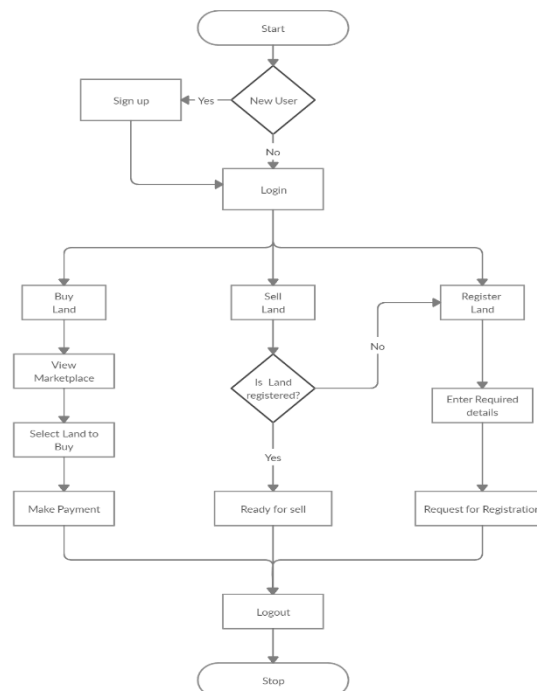 Start
New User
Yes
Sign up
No
Login
Buy
Land
Sell
Land
Register
Land
No
View
Marketplace
Is Land
registered?
Enter Required
details
Select Land to
Buy
Yes
Make Payment
Ready for sell
Request for Registration
Logout
Stop